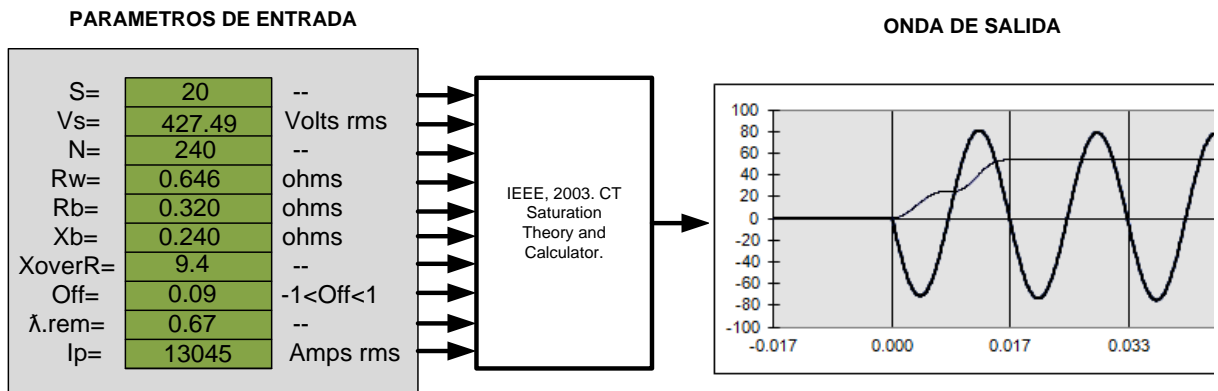 PARAMETROS DE ENTRADA
ONDA DE SALIDA
S= 20 --
Vs= 427.49 Volts rms
N= 240 --
Rw= 0.646 ohms
Rb= 0.320 ohms
Xb= 0.240 ohms
XoverR= 9.4 --
Off= 0.09 -1<Off<1
ƛ.rem= 0.67 --
Ip= 13045 Amps rms
IEEE, 2003. CT
Saturation
Theory and
Calculator.
100
80
60
40
20
0
-20
-40
-60
-80
-100
-0.017 0.000 0.017 0.033